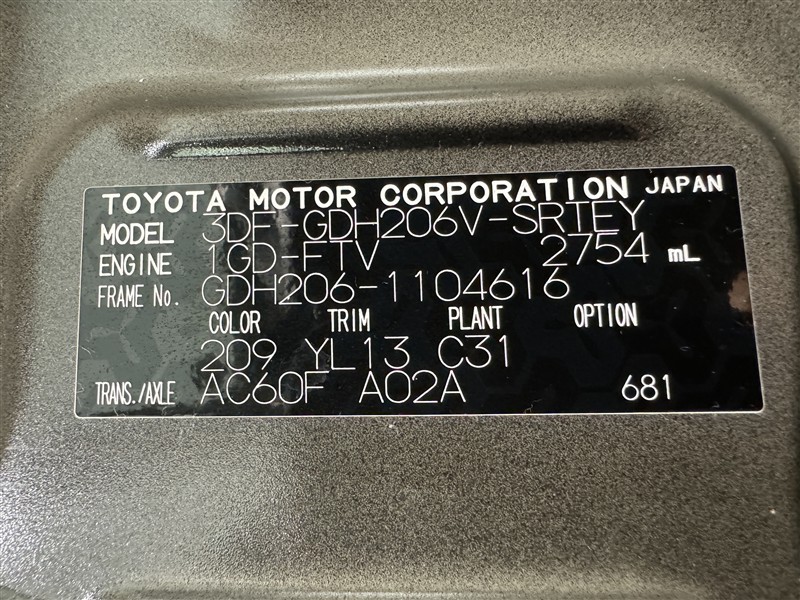 TOYOTA MOTOR CORPORATION JAPAN
MODEL 3DF-GDH206V-SRTEY
ENGINE 1GD-FTV 2754 mL
FRAME No. GDH206-1104616
COLOR TRIM PLANT OPTION
209 YL13 C31
TRANS./AXLE AC60F A02A 681